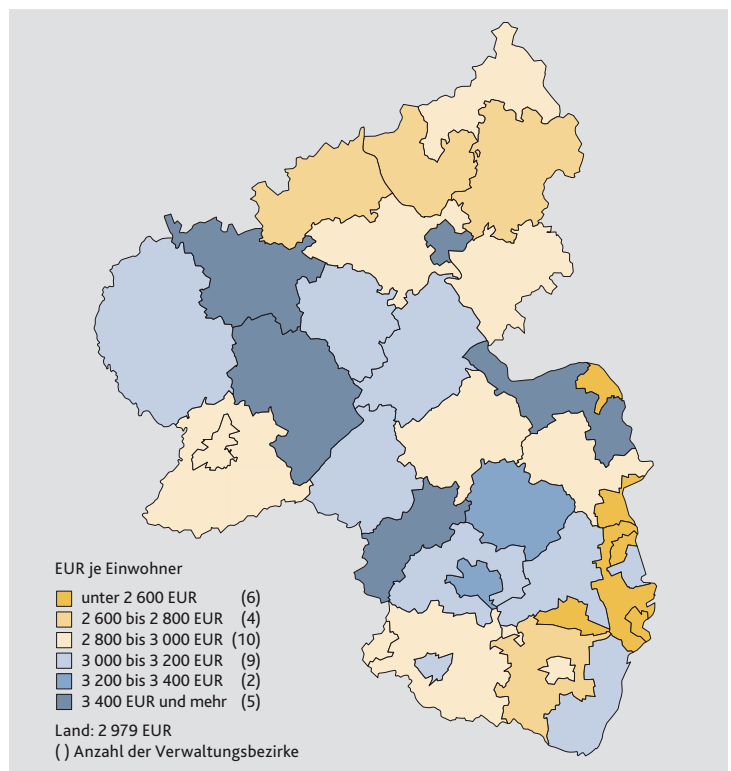 EUR je Einwohner
unter 2 600 EUR (6)
2 600 bis 2 800 EUR (4)
2 800 bis 3 000 EUR (10)
3 000 bis 3 200 EUR (9)
3 200 bis 3 400 EUR (2)
3 400 EUR und mehr (5)
Land: 2 979 EUR
( ) Anzahl der Verwaltungsbezirke